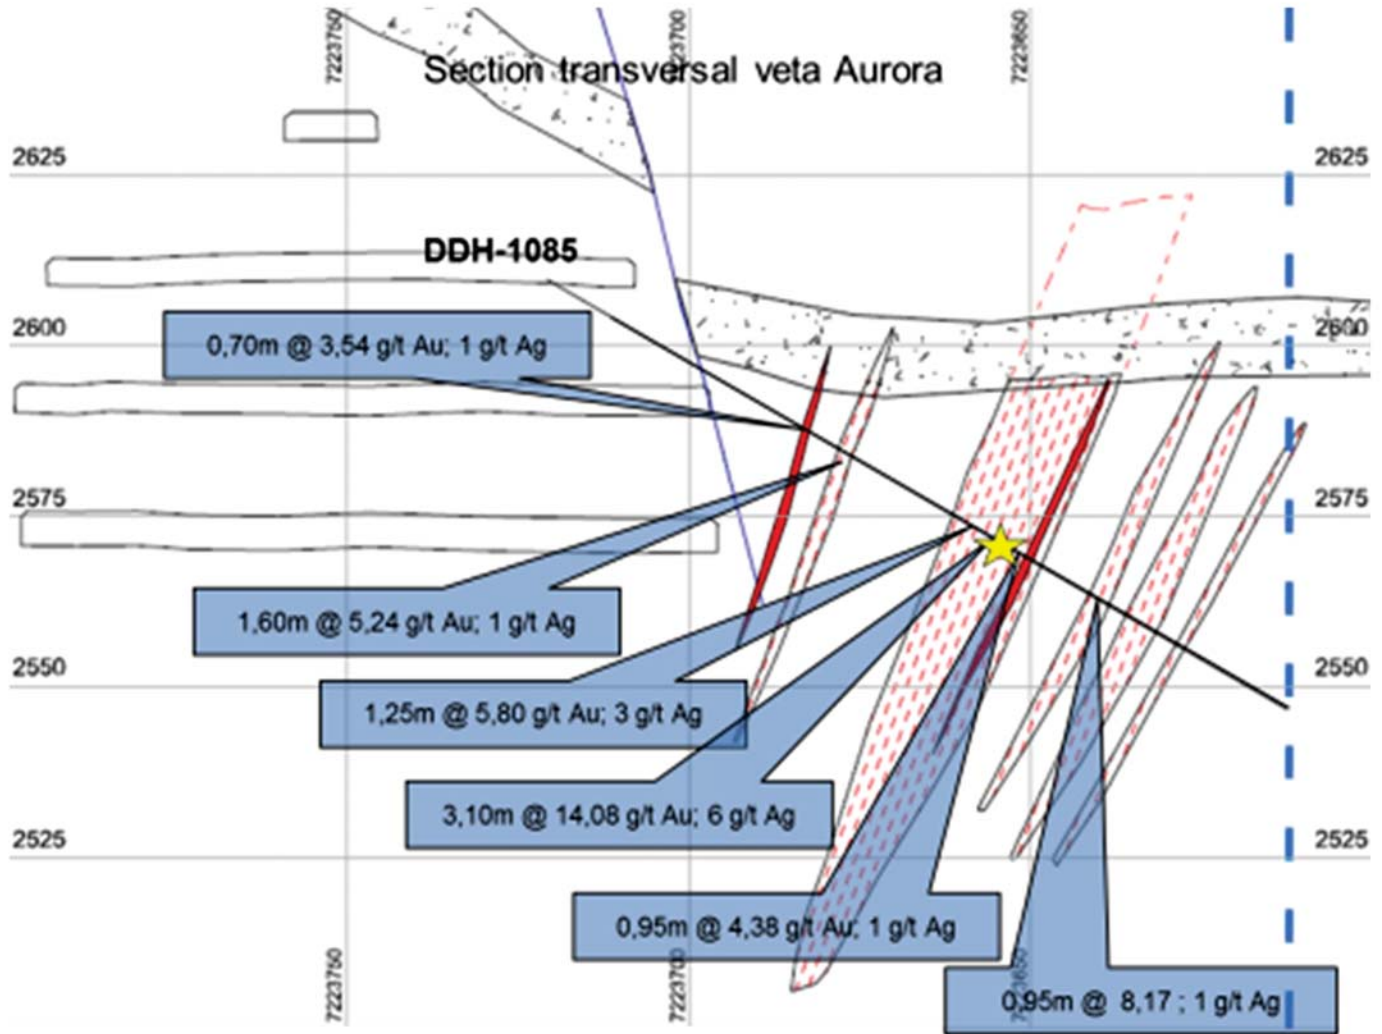 7223750
7223700
7223650
Section transversal veta Aurora
2625
2625
DDH-1085
2600
2600
0,70m @ 3,54 g/t Au; 1 g/t Ag
2575
2575
1,60m @ 5,24 g/t Au; 1 g/t Ag
2550
2550
1,25m @ 5,80 g/t Au; 3 g/t Ag
3,10m @ 14,08 g/t Au; 6 g/t Ag
2525
2525
0,95m @ 4,38 g/t Au; 1 g/t Ag
7223750
7223700
7223650
0,95m @ 8,17 ; 1 g/t Ag